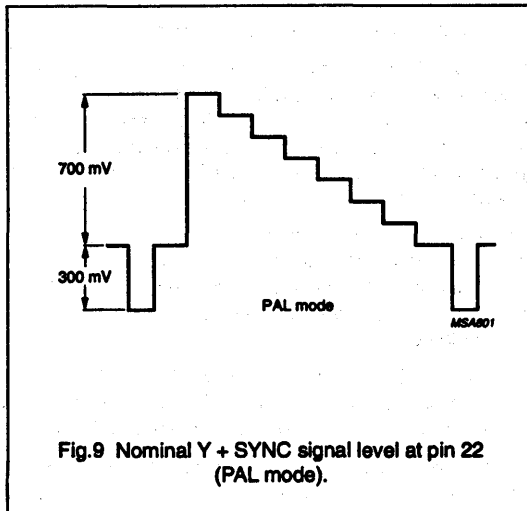 700 mV
300 mV
PAL mode
MSA601
Fig.9 Nominal Y + SYNC signal level at pin 22
(PAL mode).